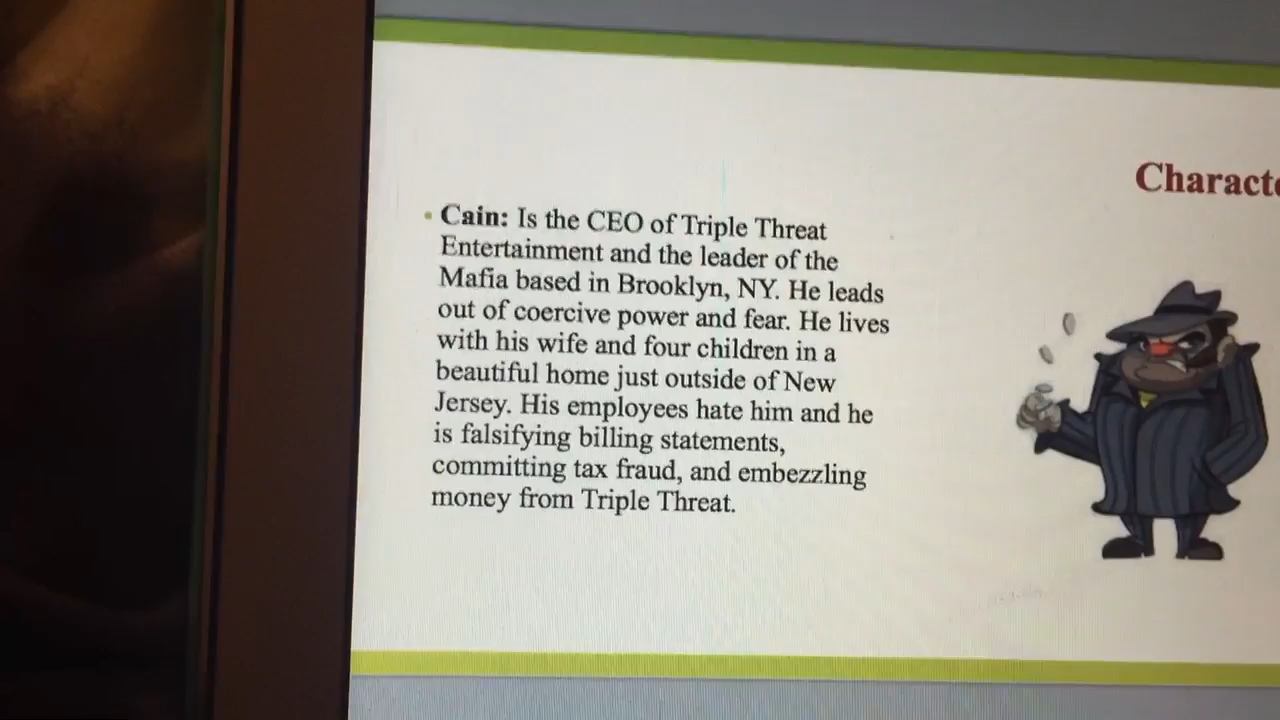 Characte
• Cain: Is the CEO of Triple Threat
Entertainment and the leader of the
Mafia based in Brooklyn, NY. He leads
out of coercive power and fear. He lives
with his wife and four children in a
beautiful home just outside of New
Jersey. His employees hate him and he
is falsifying billing statements,
committing tax fraud, and embezzling
money from Triple Threat.